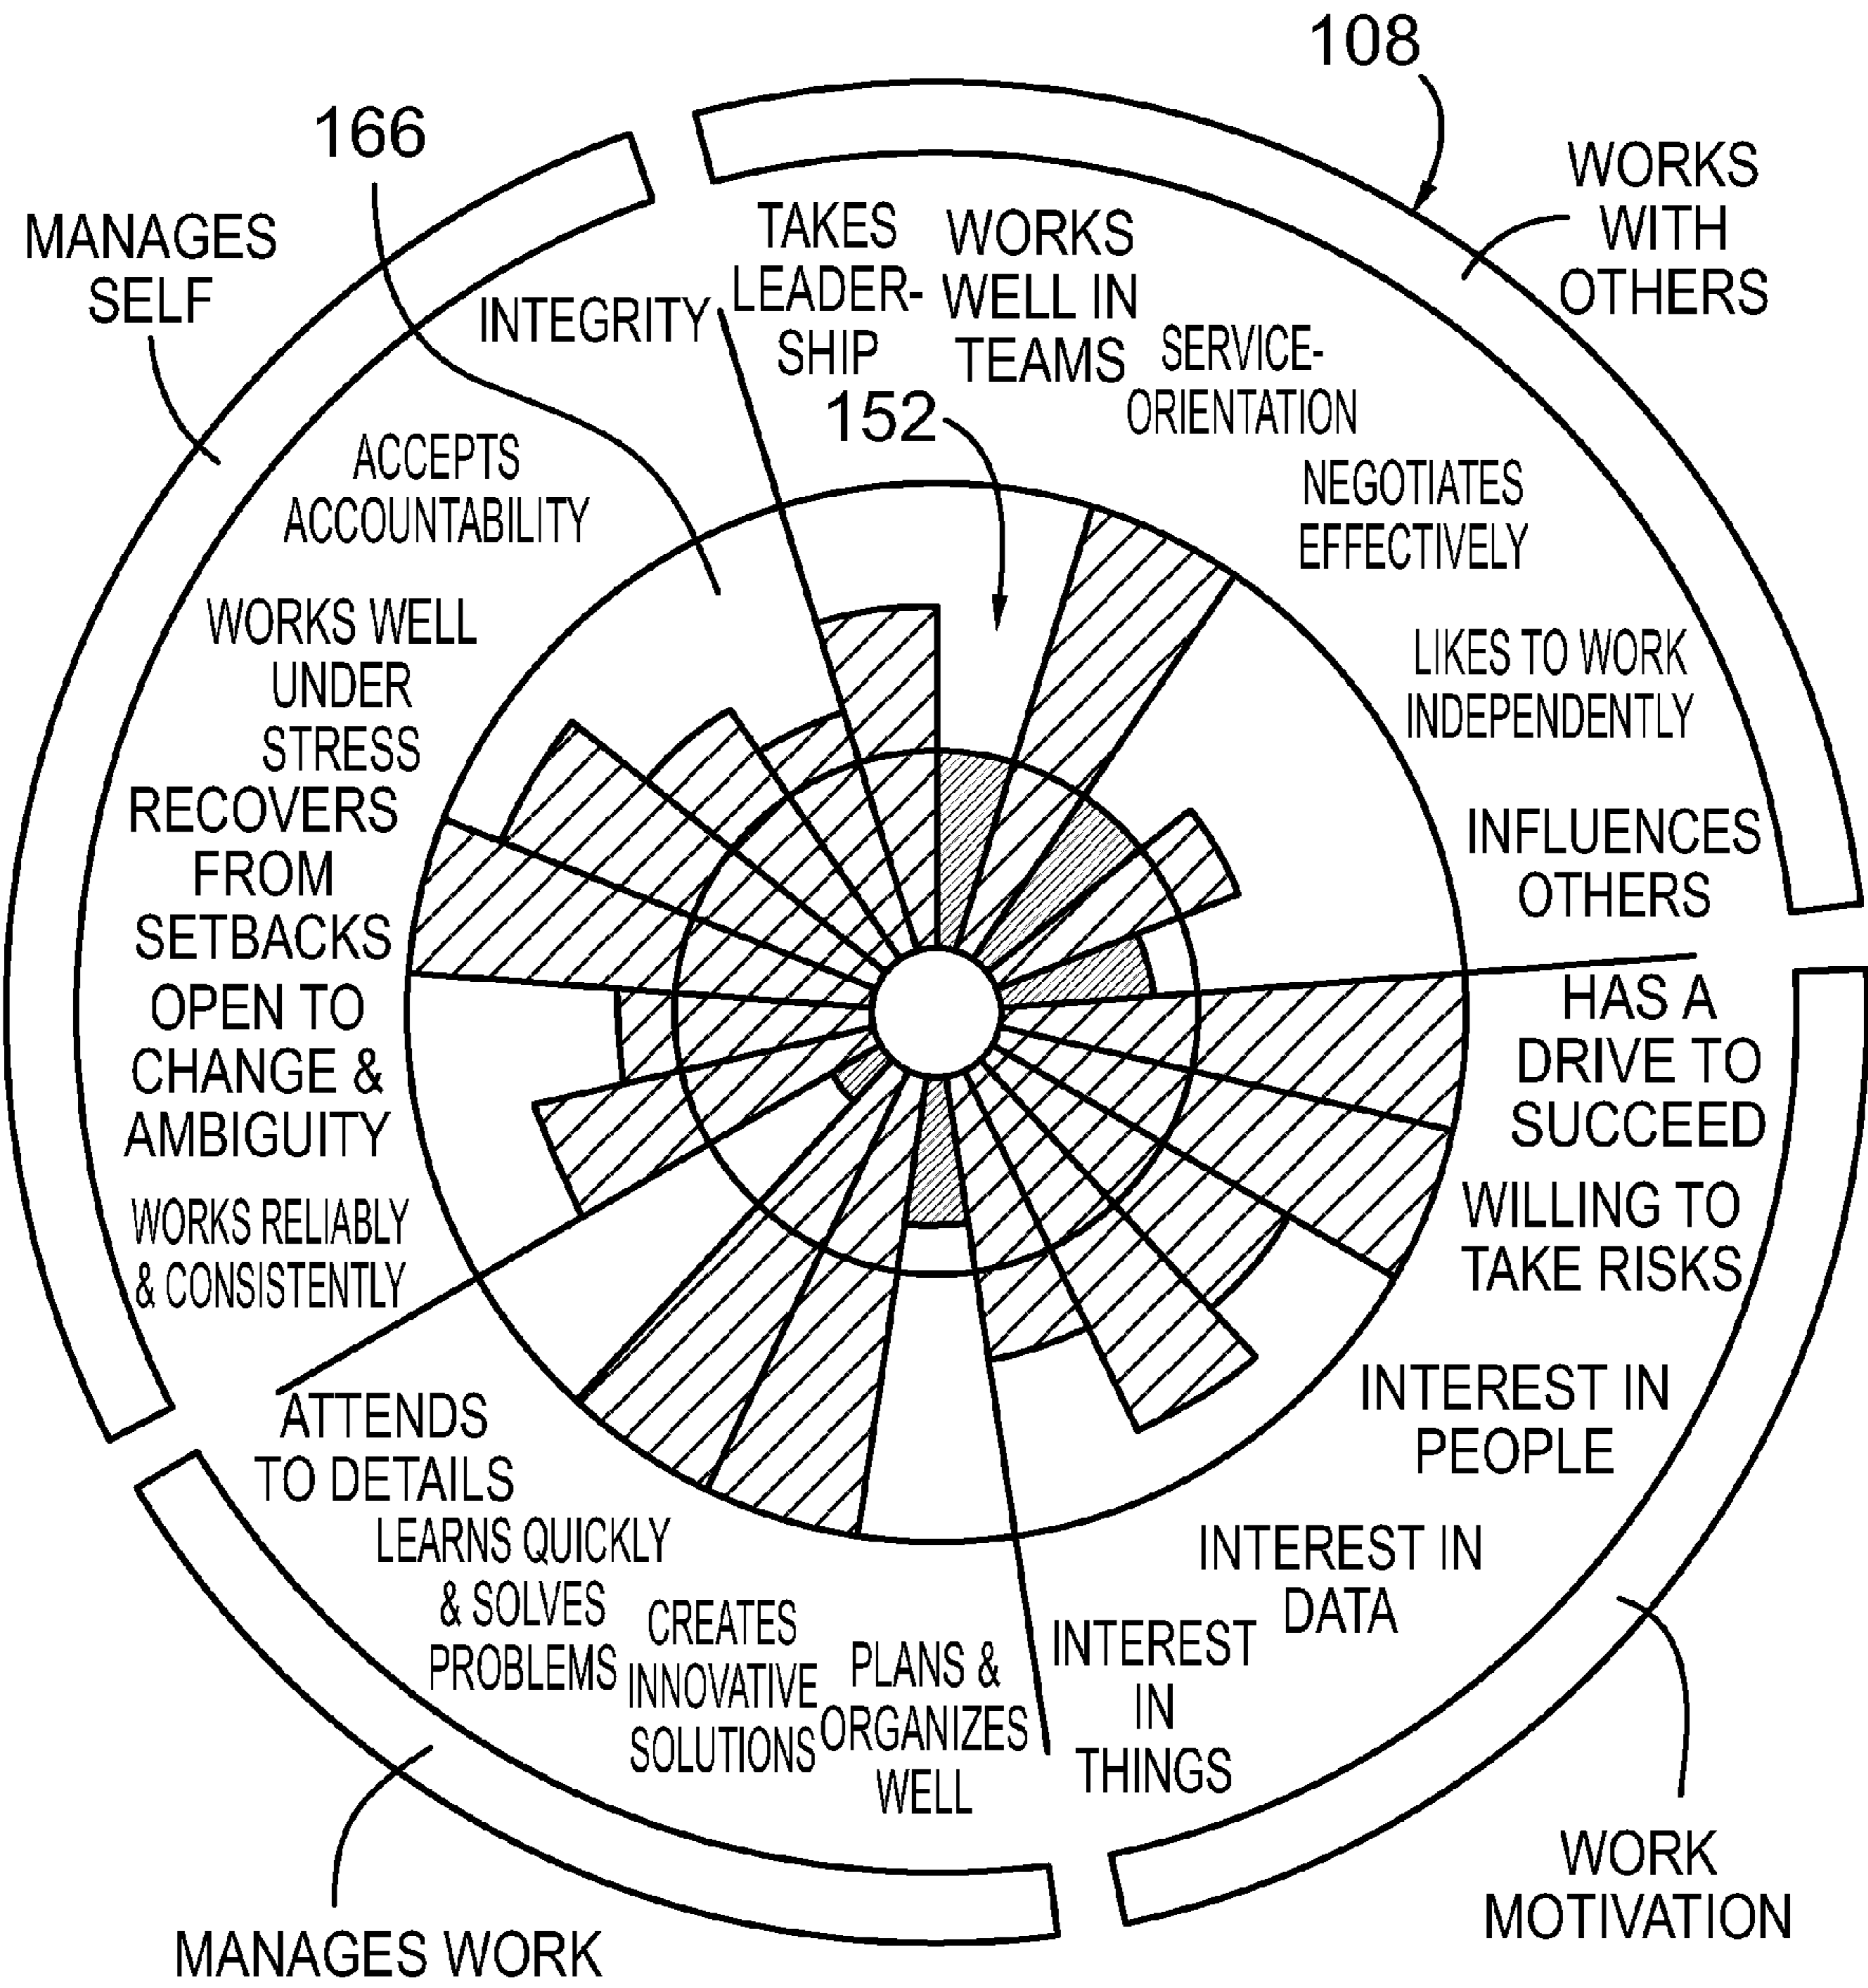 108
166
WORKS
WITH
OTHERS
MANAGES
SELF
TAKES
LEADER-
SHIP
WORKS
WELL IN
TEAMS
INTEGRITY
SERVICE-
ORIENTATION
152
ACCEPTS
ACCOUNTABILITY
NEGOTIATES
EFFECTIVELY
WORKS WELL
UNDER
STRESS
LIKES TO WORK
INDEPENDENTLY
RECOVERS
FROM
SETBACKS
INFLUENCES
OTHERS
OPEN TO
CHANGE &
AMBIGUITY
HAS A
DRIVE TO
SUCCEED
WORKS RELIABLY
& CONSISTENTLY
WILLING TO
TAKE RISKS
ATTENDS
TO DETAILS
INTEREST IN
PEOPLE
LEARNS QUICKLY
& SOLVES
PROBLEMS
CREATES
INNOVATIVE
SOLUTIONS
PLANS &
ORGANIZES
WELL
INTEREST
IN
THINGS
INTEREST IN
DATA
WORK
MOTIVATION
MANAGES WORK